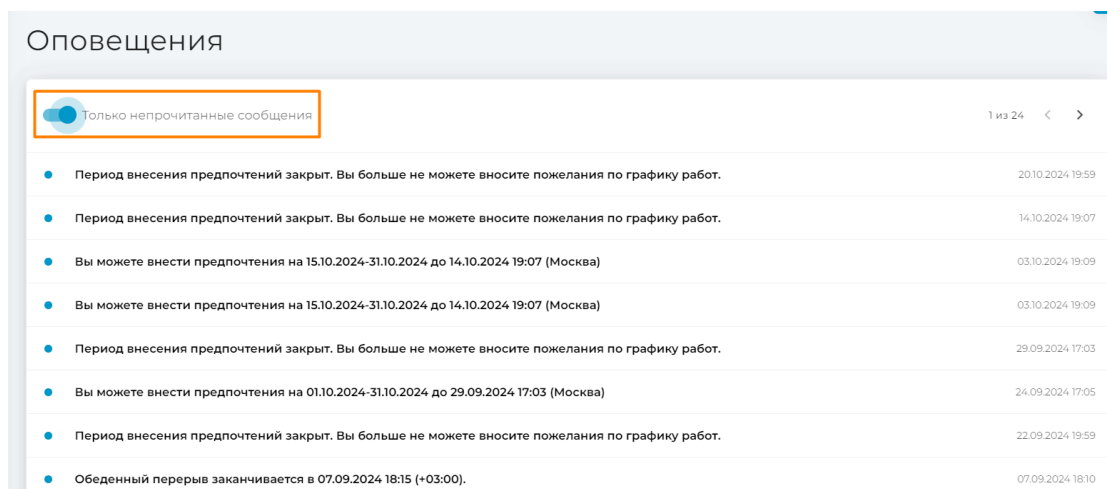 Оповещения
Только непрочитанные сообщения 1 из 24
Период внесения предпочтений закрыт. Вы больше не можете вносите пожелания по графику работ. 20.10.2024 19:59
Период внесения предпочтений закрыт. Вы больше не можете вносите пожелания по графику работ. 14.10.2024 19:07
Вы можете внести предпочтения на 15.10.2024-31.10.2024 до 14.10.2024 19:07 (Москва) 03.10.2024 19:09
Вы можете внести предпочтения на 15.10.2024-31.10.2024 до 14.10.2024 19:07 (Москва) 03.10.2024 19:09
Период внесения предпочтений закрыт. Вы больше не можете вносите пожелания по графику работ. 29.09.2024 17:03
Вы можете внести предпочтения на 01.10.2024-31.10.2024 до 29.09.2024 17:03 (Москва) 24.09.2024 17:05
Период внесения предпочтений закрыт. Вы больше не можете вносите пожелания по графику работ. 22.09.2024 19:59
Обеденный перерыв заканчивается в 07.09.2024 18:15 (+03:00). 07.09.2024 18:10